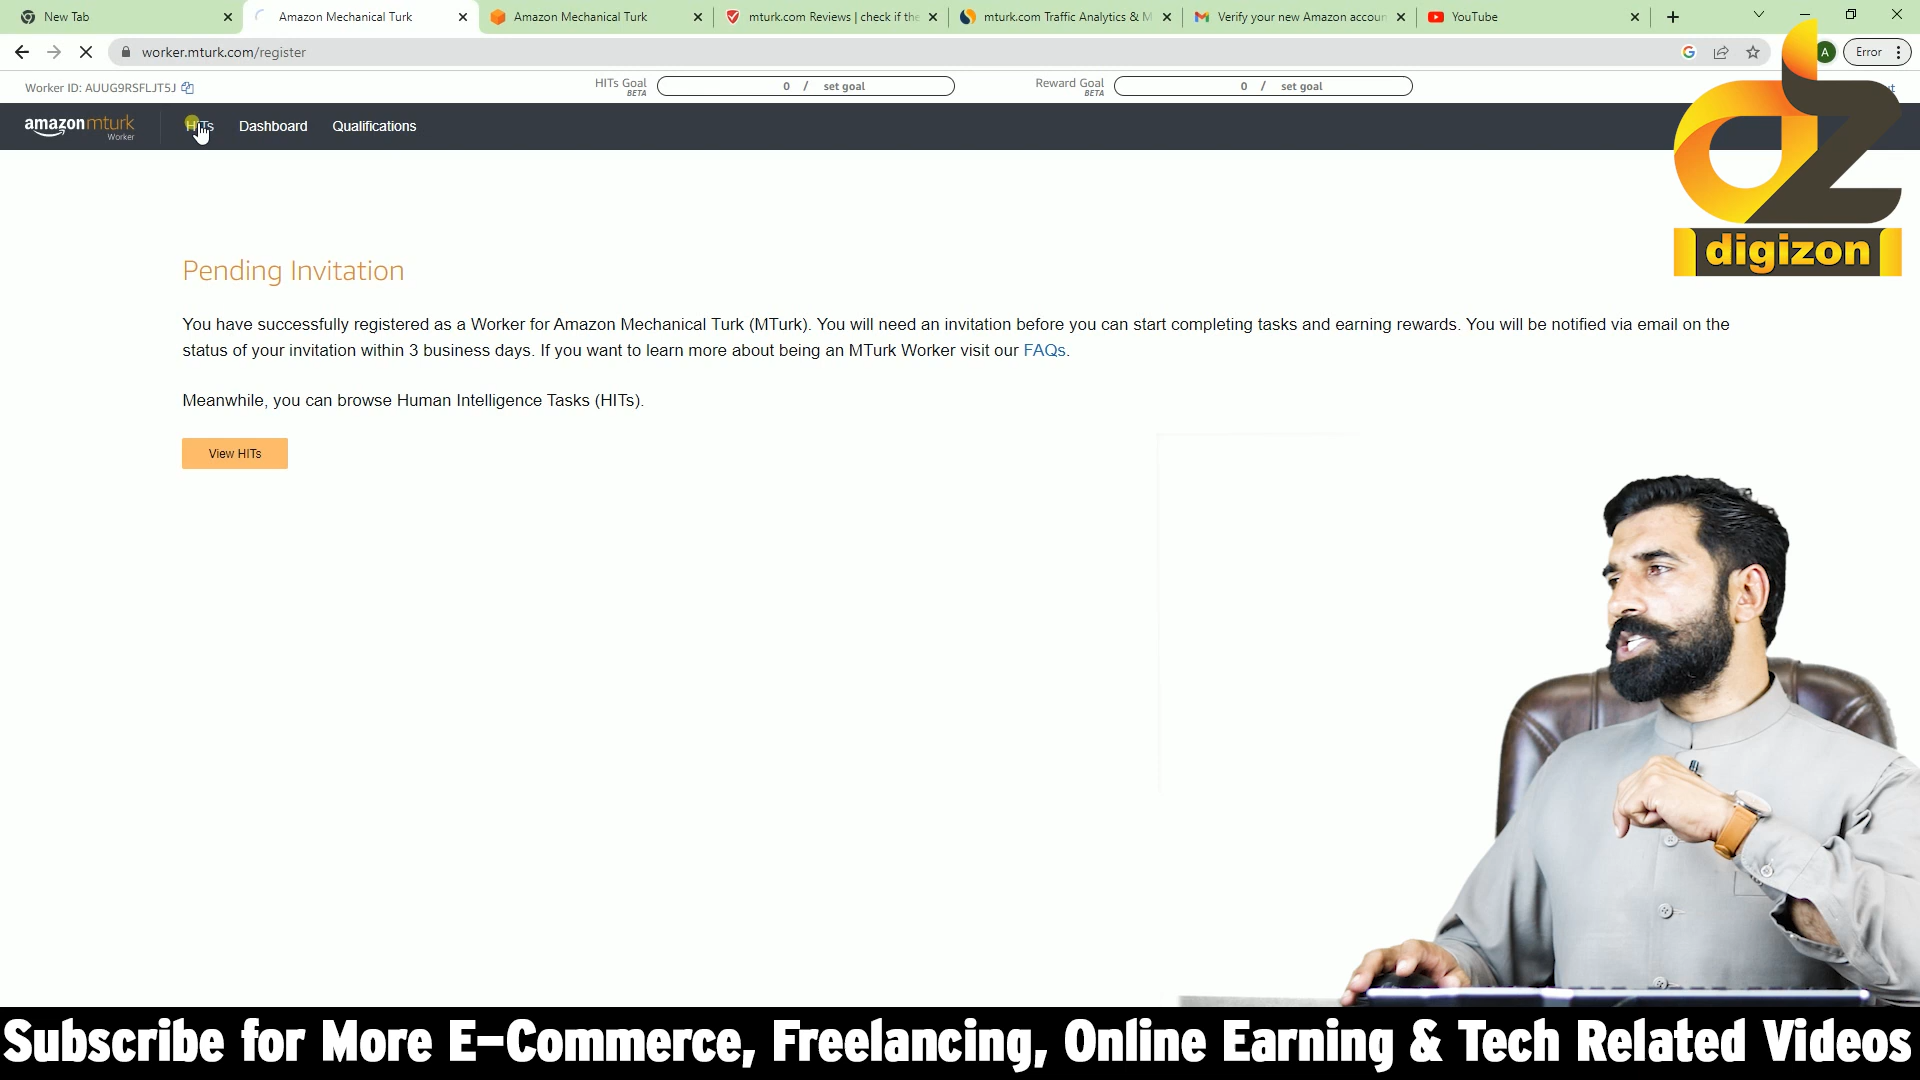 New Tab
Amazon Mechanical Turk
Amazon Mechanical Turk
mturk.com Reviews | check if the
mturk.com Traffic Analytics & M
Verify your new Amazon accoun
YouTube
worker.mturk.com/register
A
Error
Worker ID: AUUG9RSFLJT5J
HITs Goal
BETA
0 / set goal
Reward Goal
BETA
0 / set goal
amazonmturk
Worker
HITs
Dashboard
Qualifications
digizon
Pending Invitation
You have successfully registered as a Worker for Amazon Mechanical Turk (MTurk). You will need an invitation before you can start completing tasks and earning rewards. You will be notified via email on the
status of your invitation within 3 business days. If you want to learn more about being an MTurk Worker visit our FAQs.
Meanwhile, you can browse Human Intelligence Tasks (HITs).
View HITs
Subscribe for More E-Commerce, Freelancing, Online Earning & Tech Related Videos